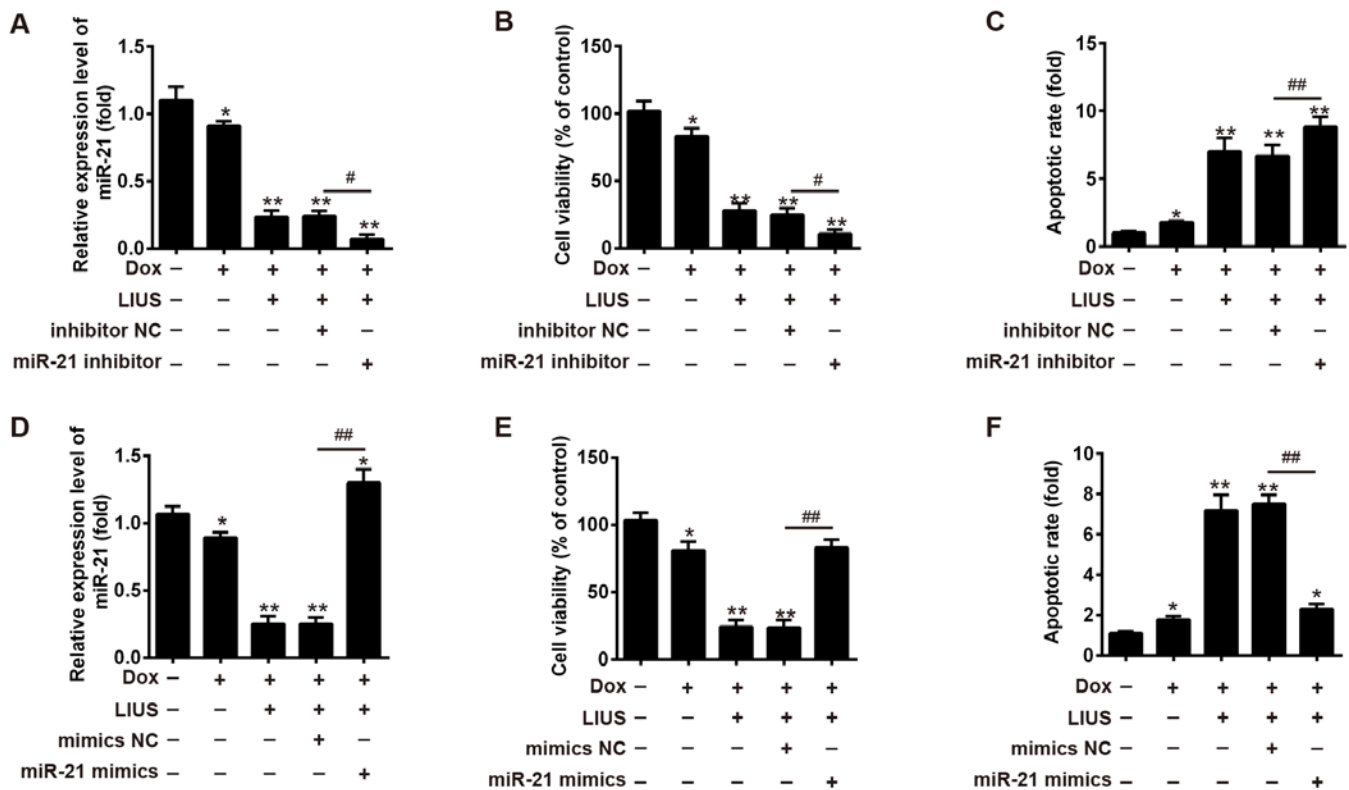 A
Relative expression level of
miR-21 (fold)
1.5
1.0
0.5
0.0
*
**
**
#
**
Dox – + + + +
LIUS – – + + +
inhibitor NC – – – + –
miR-21 inhibitor – – – – +
B
Cell viability (% of control)
150
100
50
0
*
**
**
#
**
Dox – + + + +
LIUS – – + + +
inhibitor NC – – – + –
miR-21 inhibitor – – – – +
C
Apoptotic rate (fold)
15
10
5
0
*
**
**
##
**
Dox – + + + +
LIUS – – + + +
inhibitor NC – – – + –
miR-21 inhibitor – – – – +
D
Relative expression level of
miR-21 (fold)
1.5
1.0
0.5
0.0
*
**
**
##
*
Dox – + + + +
LIUS – – + + +
mimics NC – – – + –
miR-21 mimics – – – – +
E
Cell viability (% of control)
150
100
50
0
*
**
**
##
Dox – + + + +
LIUS – – + + +
mimics NC – – – + –
miR-21 mimics – – – – +
F
Apoptotic rate (fold)
10
8
6
4
2
0
*
**
**
##
*
Dox – + + + +
LIUS – – + + +
mimics NC – – – + –
miR-21 mimics – – – – +